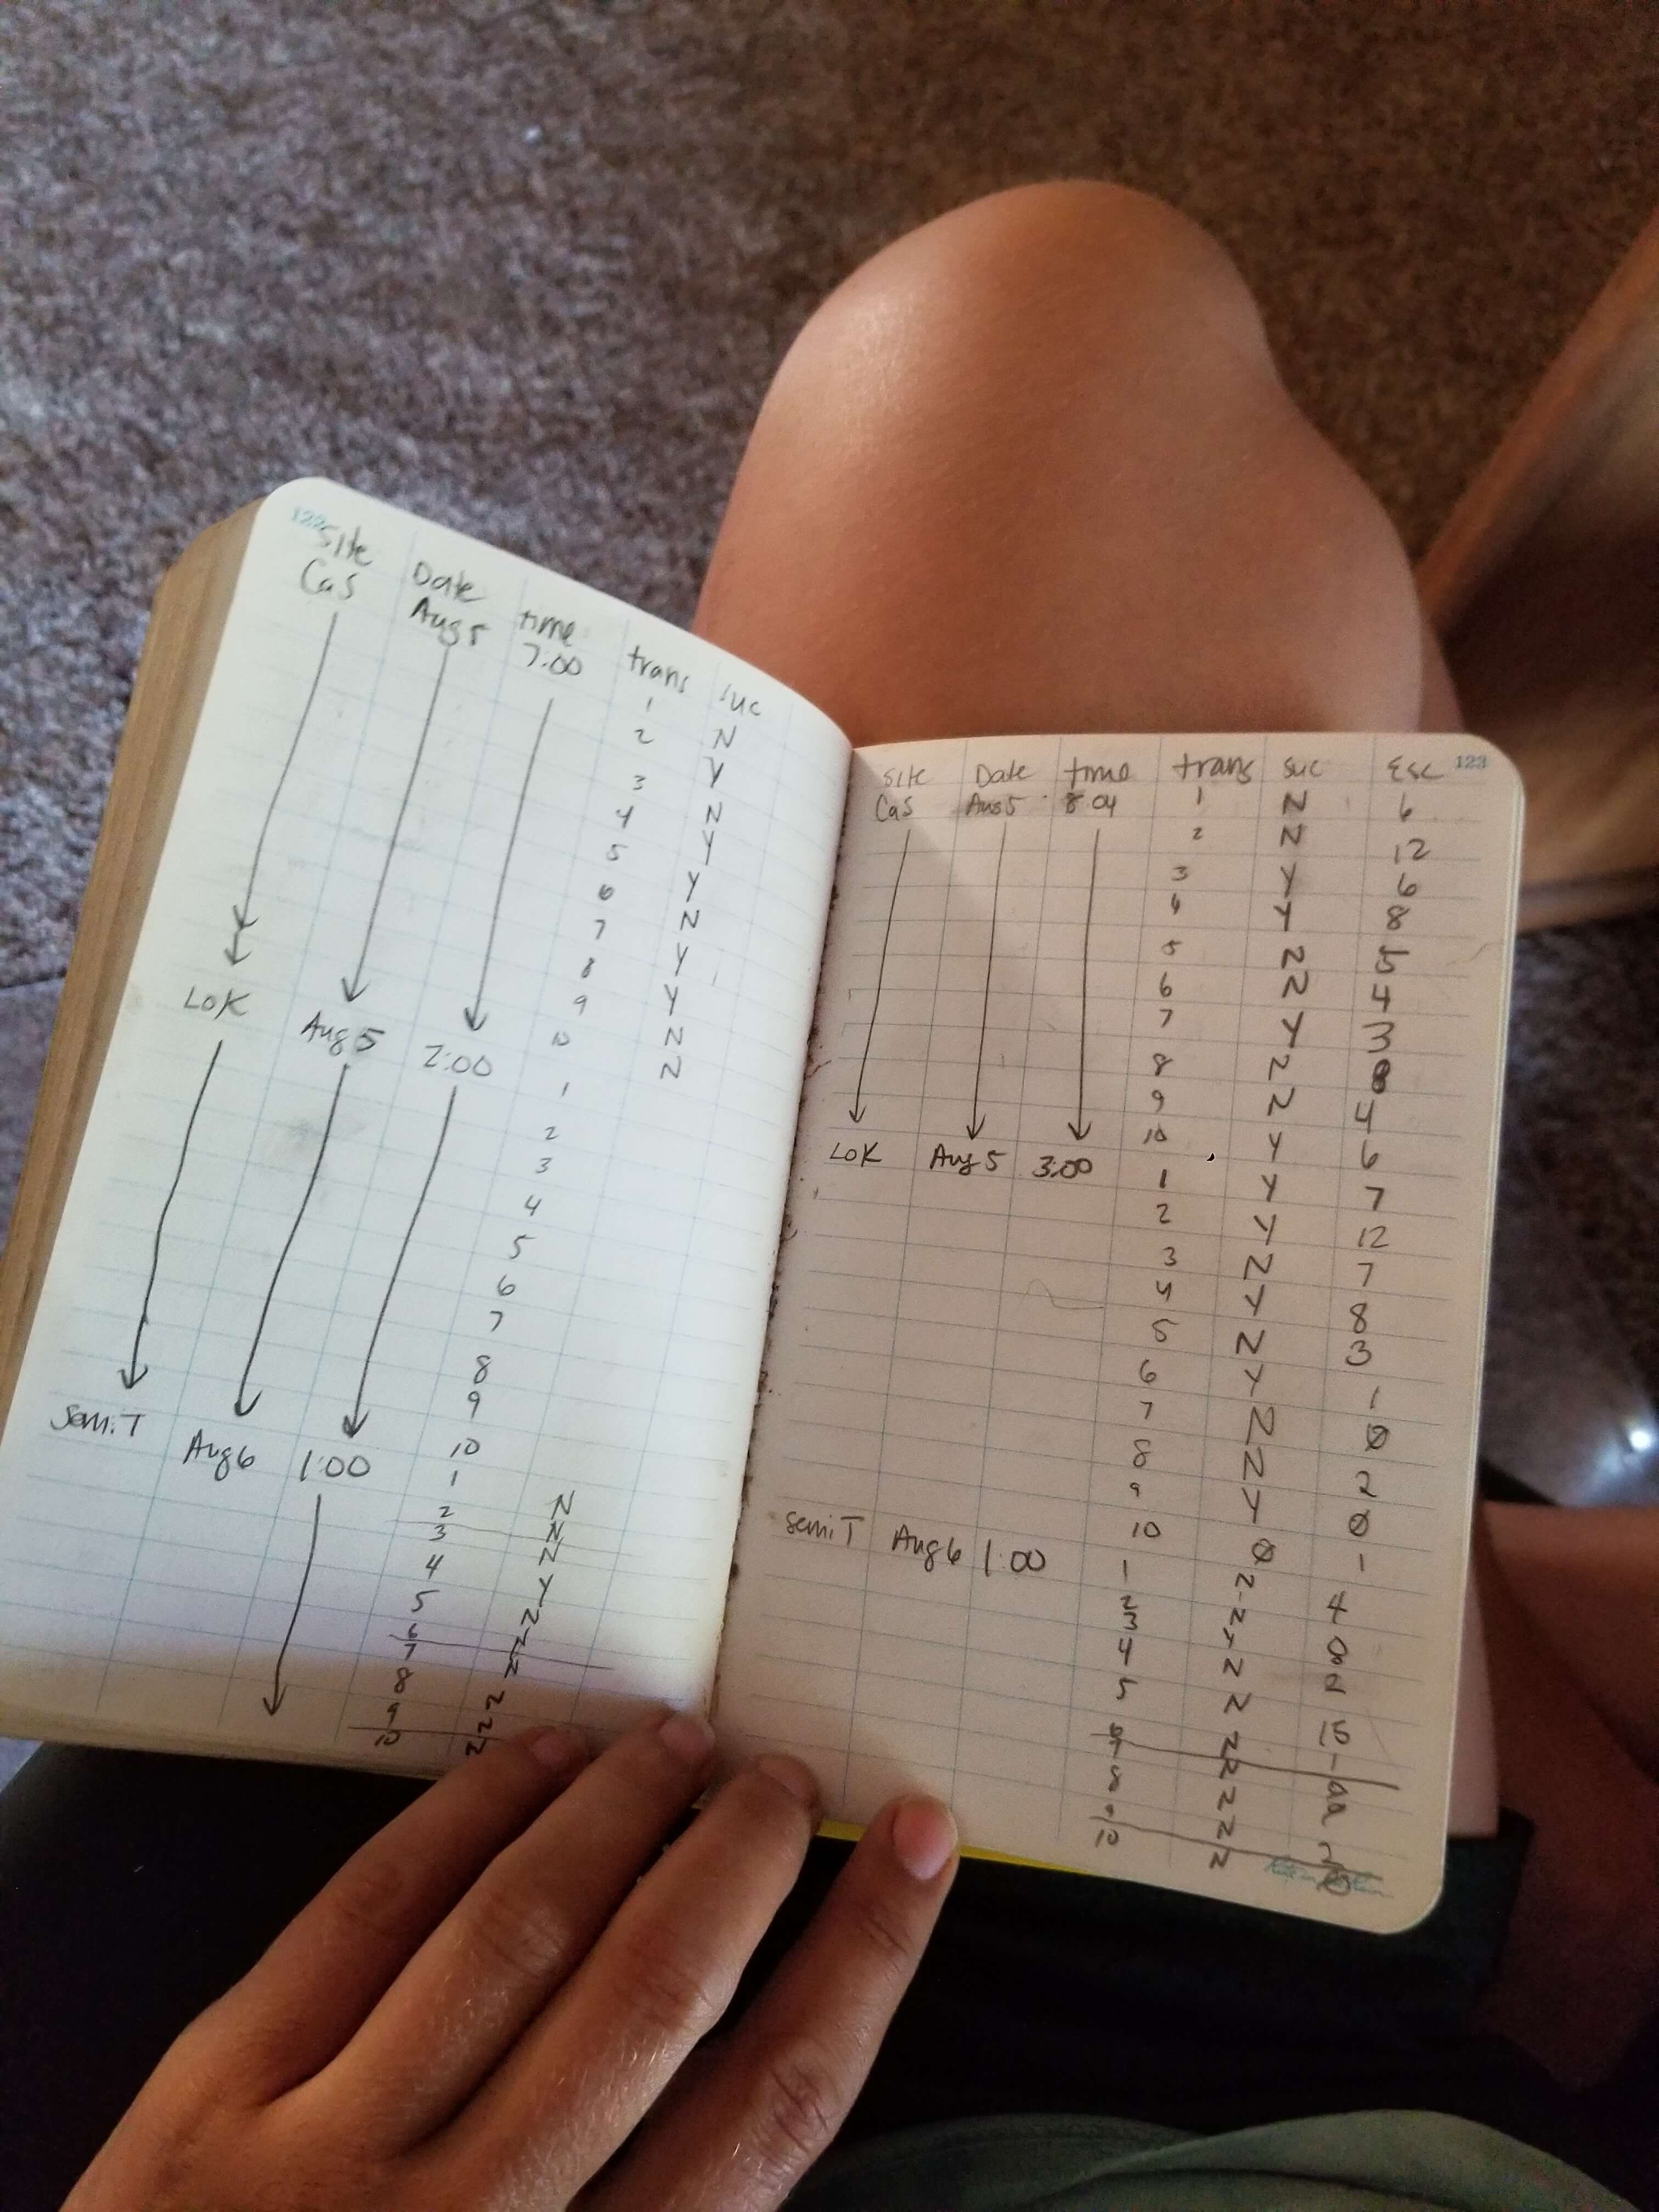 122
Site Date time trans suc
CaS Aug 5 7:00 1 N
2 Y
3 N
4 Y
5 Y
6 N
7 Y
8 Y
9 N
10 N
LOK Aug 5 2:00 1
2
3
4
5
6
7
8
9
10
Semi T Aug 6 1:00 1 N
2 N
3 N
4 Y
5 N
6 N
7 N
8 N
9 N
10 N
123
Site Date time trans suc Esc
CaS Aug 5 8:04 1 N 6
2 N 12
3 Y 6
4 Y 8
5 N 5
6 N 4
7 Y 3
8 N
9 N 4
10 Y 6
LOK Aug 5 3:00 1 Y 7
2 Y 12
3 N 7
4 Y 8
5 N 3
6 Y 1
7 N 0
8 N 2
9 Y 0
10 0 1
Semi T Aug 6 1:00 1 N 4
2 N
3 Y
4 N
5 N 15
6 N
7 N
8 N
9 N
10 N